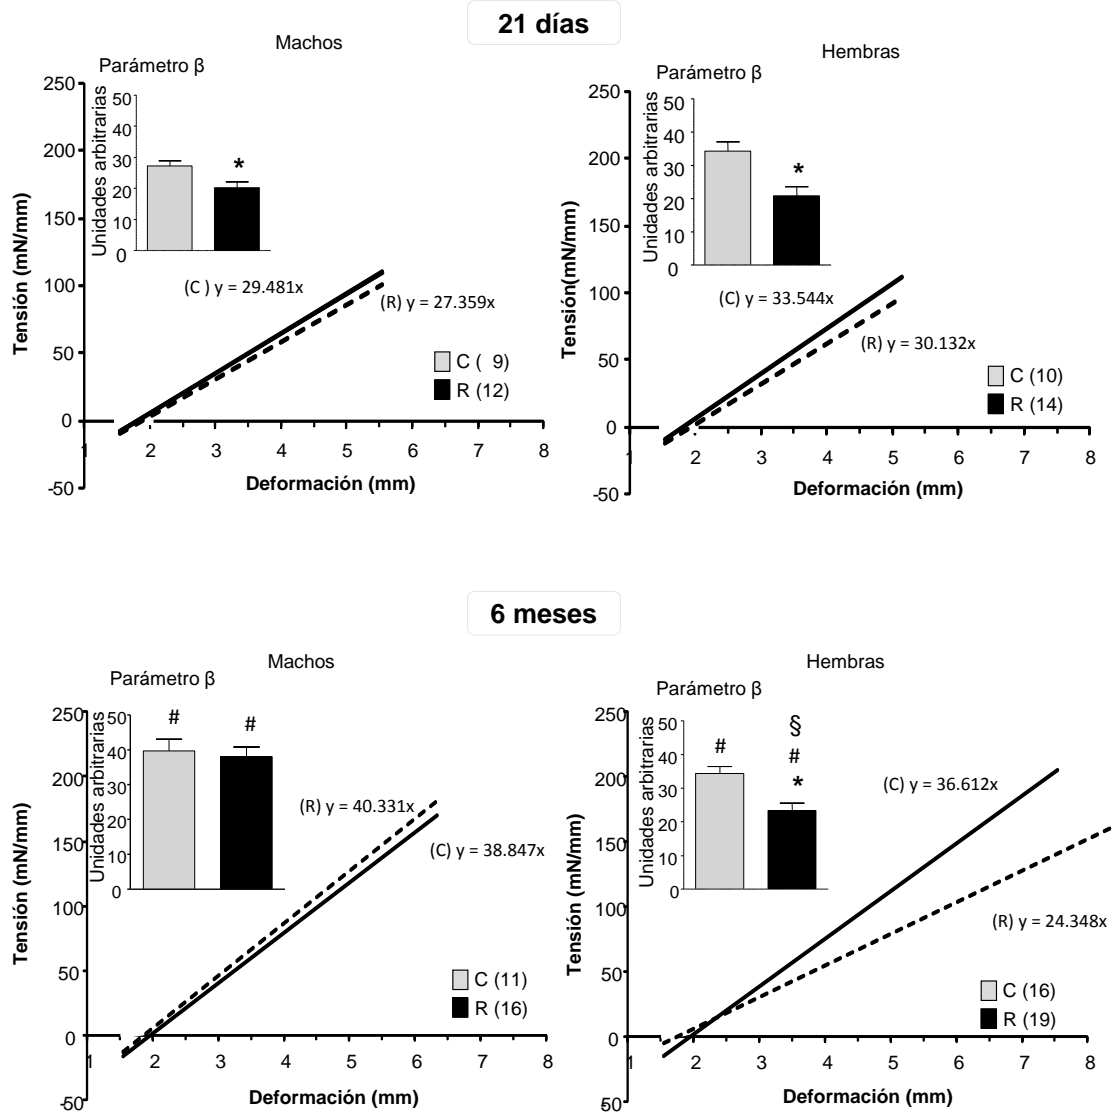 21 días
Machos
Parámetro β
Unidades arbitrarias
50
40
30
20
10
0
*
250
200
150
100
50
0
-50
Tensión (mN/mm)
(C ) y = 29.481x
(R) y = 27.359x
C ( 9)
R (12)
1 2 3 4 5 6 7 8
Deformación (mm)
Hembras
Parámetro β
Unidades arbitrarias
50
40
30
20
10
0
*
250
200
150
100
50
0
-50
Tensión(mN/mm)
(C) y = 33.544x
(R) y = 30.132x
C (10)
R (14)
1 2 3 4 5 6 7 8
Deformación (mm)
6 meses
Machos
Parámetro β
Unidades arbitrarias
50
40
30
20
10
0
# #
250
200
150
100
50
0
-50
Tensión (mN/mm)
(R) y = 40.331x
(C) y = 38.847x
C (11)
R (16)
1 2 3 4 5 6 7 8
Deformación (mm)
Hembras
Parámetro β
Unidades arbitrarias
50
40
30
20
10
0
§
# #
*
250
200
150
100
50
0
-50
Tensión (mN/mm)
(C) y = 36.612x
(R) y = 24.348x
C (16)
R (19)
1 2 3 4 5 6 7 8
Deformación (mm)